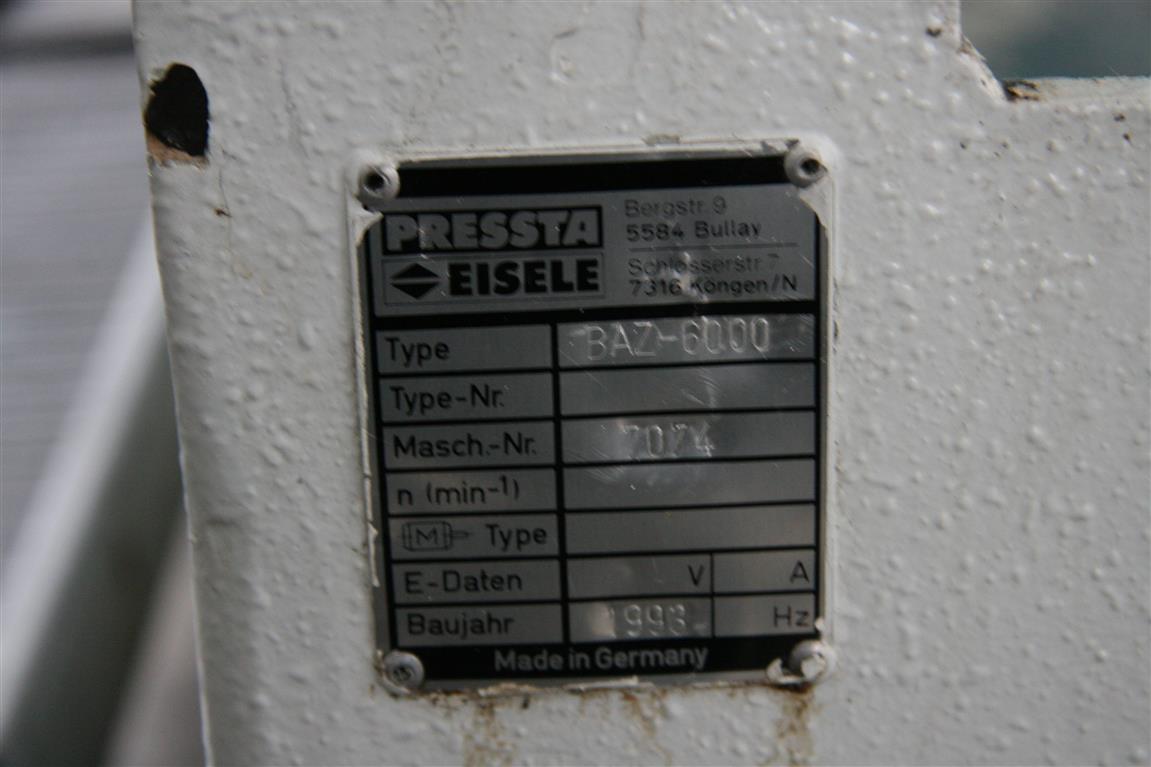 PRESSTA
EISELE
Bergstr. 9
5584 Bullay
Schlosserstr. 7
7316 Köngen/N
Type BAZ-6000
Type-Nr.
Masch.-Nr. 7074
n (min-1)
M Type
E-Daten V A
Baujahr 1993 Hz
Made in Germany